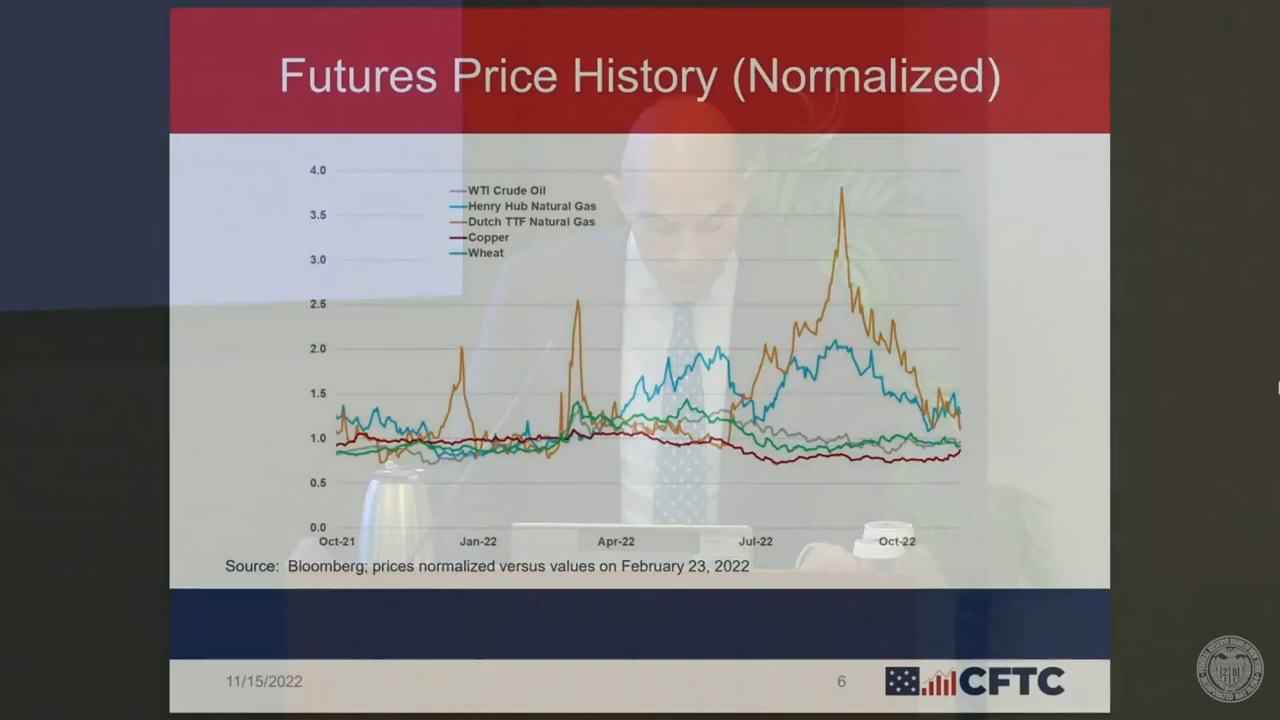 Futures Price History (Normalized)
4.0
3.5
3.0
2.5
2.0
1.5
1.0
0.5
0.0
WTI Crude Oil
Henry Hub Natural Gas
Dutch TTF Natural Gas
Copper
Wheat
Oct-21 Jan-22 Apr-22 Jul-22 Oct-22
Source: Bloomberg; prices normalized versus values on February 23, 2022
11/15/2022 6 CFTC